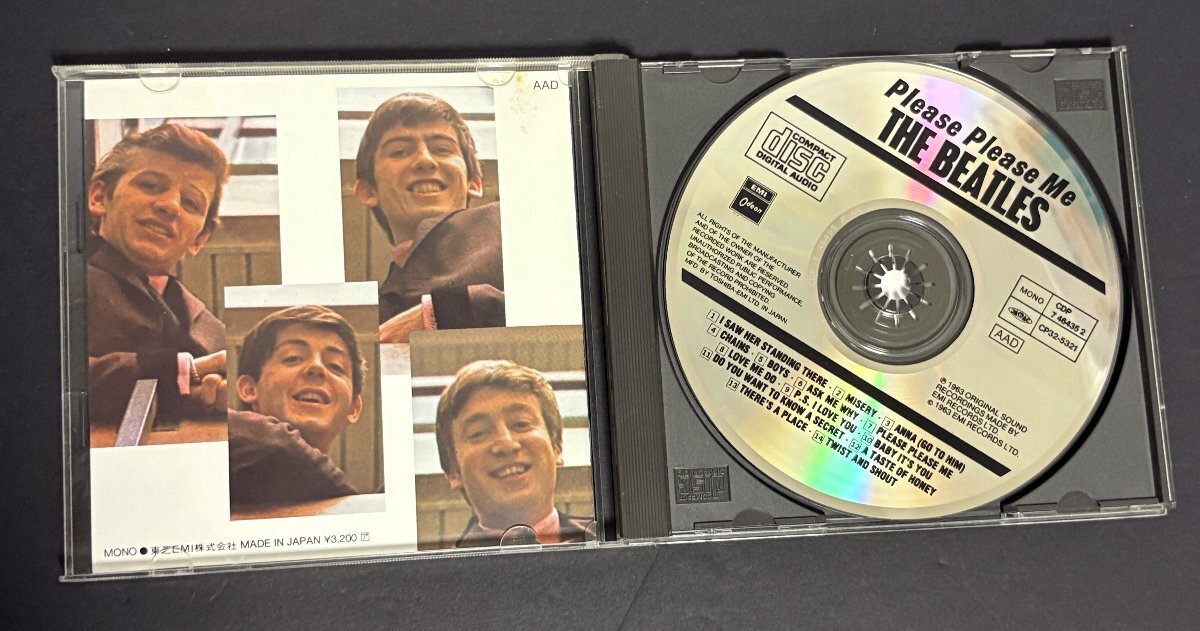 AAD
MONO ● 東芝EMI株式会社 MADE IN JAPAN ¥3,200
Please Please Me
THE BEATLES
COMPACT
disc
DIGITAL AUDIO
EMI
Odeon
ALL RIGHTS OF THE MANUFACTURER
AND OF THE OWNER OF THE
RECORDED WORK ARE RESERVED
UNAUTHORIZED PUBLIC PERFORMANCE,
BROADCASTING AND COPYING
OF THE RECORD PROHIBITED
MFD. BY TOSHIBA-EMI LTD. IN JAPAN
MONO
CDP
7 46435 2
CP32-5321
AAD
1 I SAW HER STANDING THERE · 2 MISERY · 3 ANNA (GO TO HIM)
4 CHAINS · 5 BOYS · 6 ASK ME WHY · 7 PLEASE PLEASE ME
8 LOVE ME DO · 9 P.S. I LOVE YOU · 10 BABY IT'S YOU
11 DO YOU WANT TO KNOW A SECRET · 12 A TASTE OF HONEY
13 THERE'S A PLACE · 14 TWIST AND SHOUT
℗ 1963 ORIGINAL SOUND
RECORDINGS MADE BY
EMI RECORDS LTD.
© 1963 EMI RECORDS LTD.